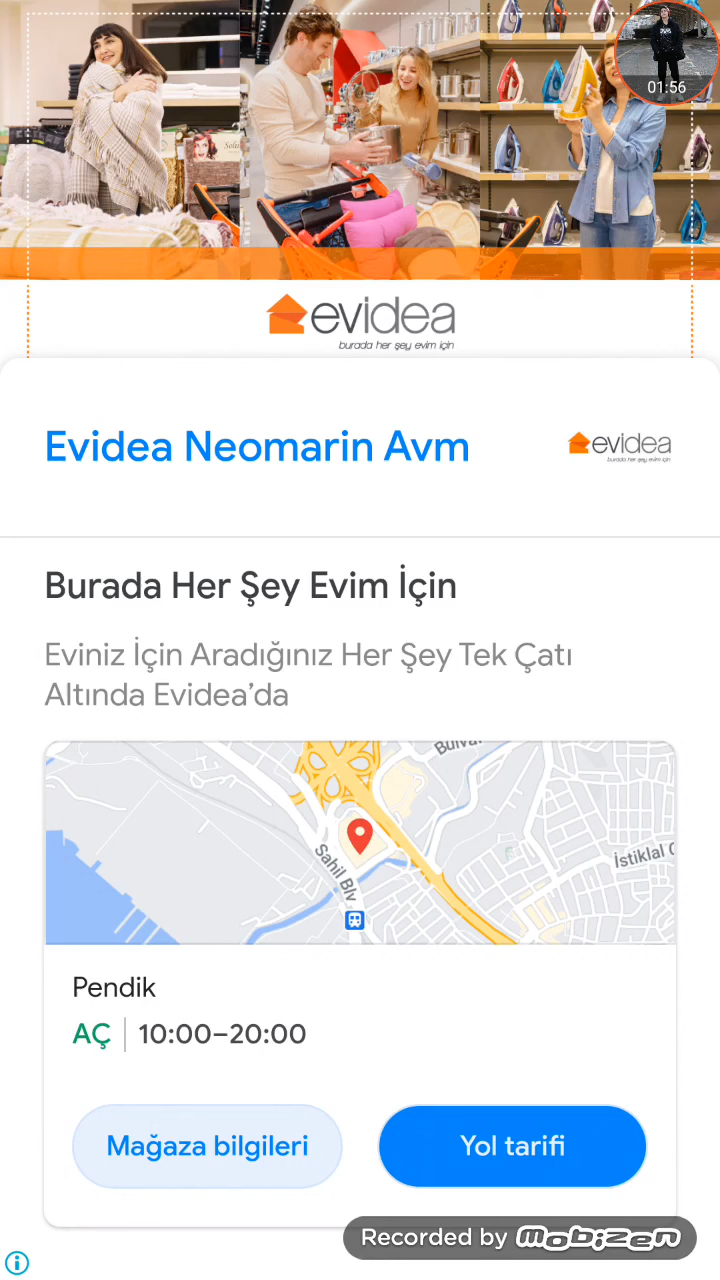 01:56
evidea
burada her şey evim için
Evidea Neomarin Avm
evidea
burada her şey evim için
Burada Her Şey Evim İçin
Eviniz İçin Aradığınız Her Şey Tek Çatı
Altında Evidea’da
Sahil Blv.
İstiklal C
Pendik
AÇ | 10:00–20:00
Mağaza bilgileri
Yol tarifi
Recorded by mobizen